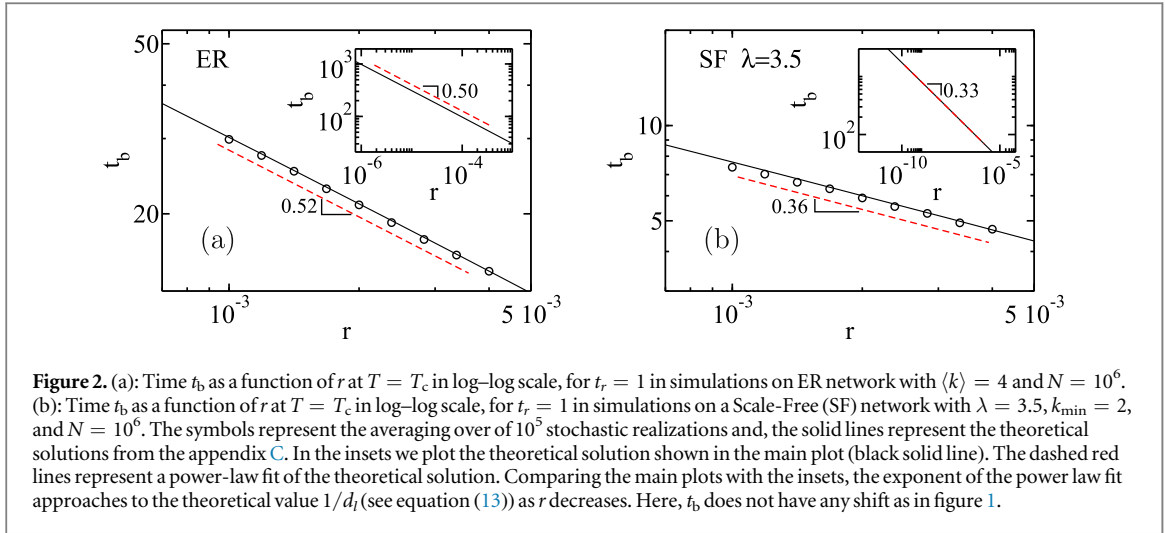 ER
50
20
t_b
10^-3
5 10^-3
r
0.52
(a)
10^3
10^2
t_b
10^-6
10^-4
r
0.50
SF λ=3.5
10
5
t_b
10^-3
5 10^-3
r
0.36
(b)
10^2
t_b
10^-10
10^-5
r
0.33
Figure 2. (a): Time t_b as a function of r at T = T_c in log–log scale, for t_r = 1 in simulations on ER network with ⟨k⟩ = 4 and N = 10^6.
(b): Time t_b as a function of r at T = T_c in log–log scale, for t_r = 1 in simulations on a Scale-Free (SF) network with λ = 3.5, k_min = 2,
and N = 10^6. The symbols represent the averaging over of 10^5 stochastic realizations and, the solid lines represent the theoretical
solutions from the appendix C. In the insets we plot the theoretical solution shown in the main plot (black solid line). The dashed red
lines represent a power-law fit of the theoretical solution. Comparing the main plots with the insets, the exponent of the power law fit
approaches to the theoretical value 1/d_l (see equation (13)) as r decreases. Here, t_b does not have any shift as in figure 1.